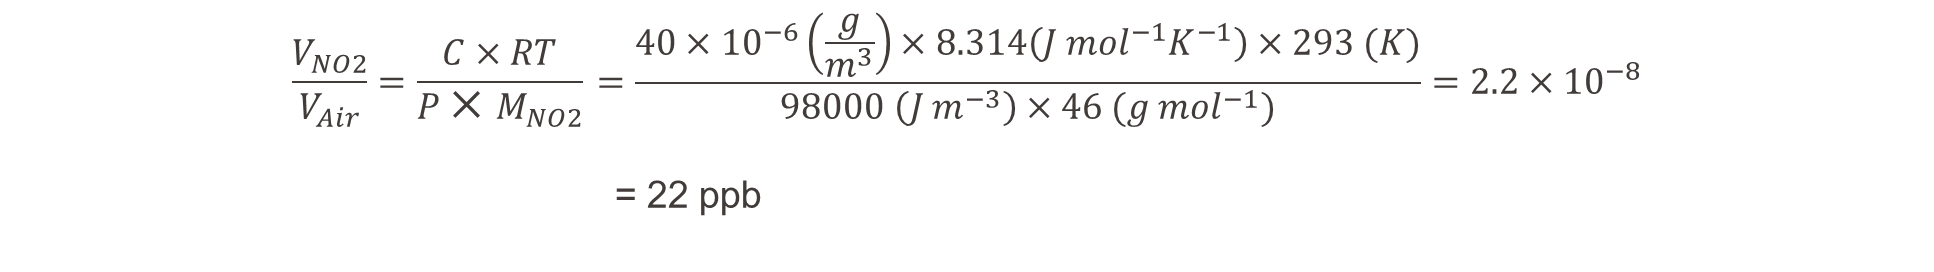 V_NO2/V_Air = (C × RT)/(P × M_NO2) = (40 × 10⁻⁶ (g/m³) × 8.314(J mol⁻¹K⁻¹) × 293 (K))/(98000 (J m⁻³) × 46 (g mol⁻¹)) = 2.2 × 10⁻⁸
= 22 ppb